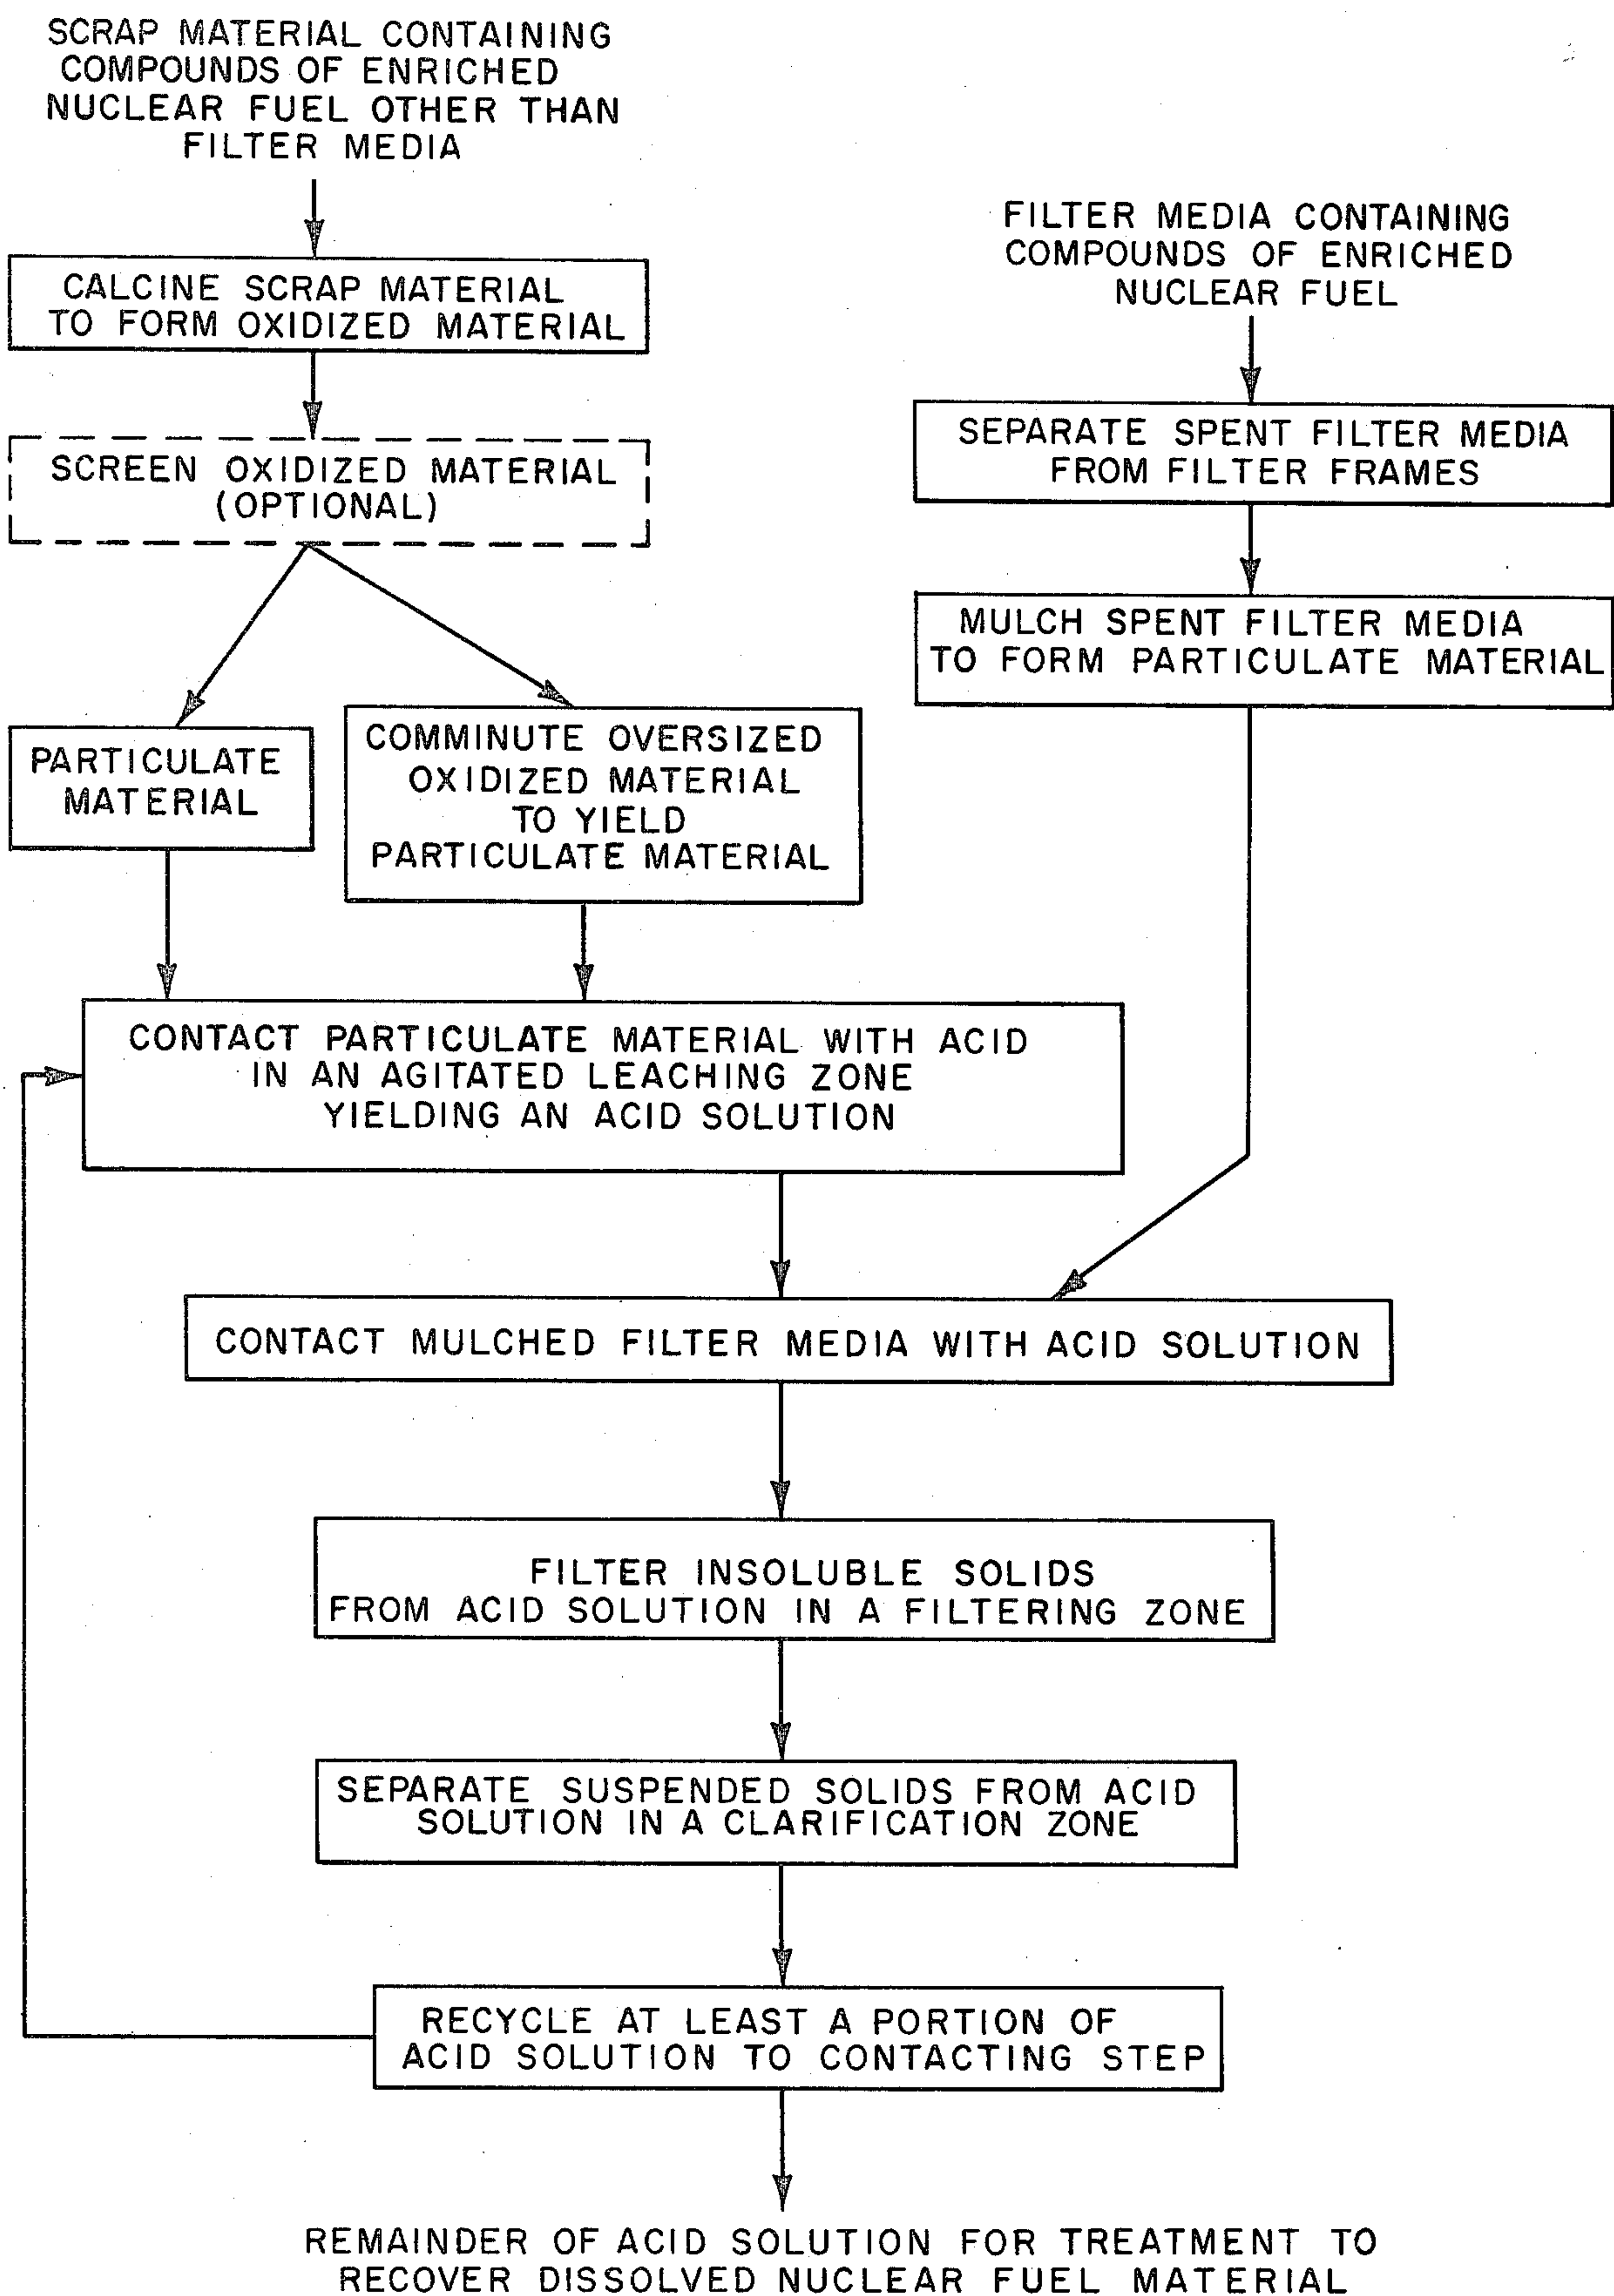 SCRAP MATERIAL CONTAINING
COMPOUNDS OF ENRICHED
NUCLEAR FUEL OTHER THAN
FILTER MEDIA
FILTER MEDIA CONTAINING
COMPOUNDS OF ENRICHED
NUCLEAR FUEL
CALCINE SCRAP MATERIAL
TO FORM OXIDIZED MATERIAL
SCREEN OXIDIZED MATERIAL
(OPTIONAL)
SEPARATE SPENT FILTER MEDIA
FROM FILTER FRAMES
MULCH SPENT FILTER MEDIA
TO FORM PARTICULATE MATERIAL
PARTICULATE
MATERIAL
COMMINUTE OVERSIZED
OXIDIZED MATERIAL
TO YIELD
PARTICULATE MATERIAL
CONTACT PARTICULATE MATERIAL WITH ACID
IN AN AGITATED LEACHING ZONE
YIELDING AN ACID SOLUTION
CONTACT MULCHED FILTER MEDIA WITH ACID SOLUTION
FILTER INSOLUBLE SOLIDS
FROM ACID SOLUTION IN A FILTERING ZONE
SEPARATE SUSPENDED SOLIDS FROM ACID
SOLUTION IN A CLARIFICATION ZONE
RECYCLE AT LEAST A PORTION OF
ACID SOLUTION TO CONTACTING STEP
REMAINDER OF ACID SOLUTION FOR TREATMENT TO
RECOVER DISSOLVED NUCLEAR FUEL MATERIAL